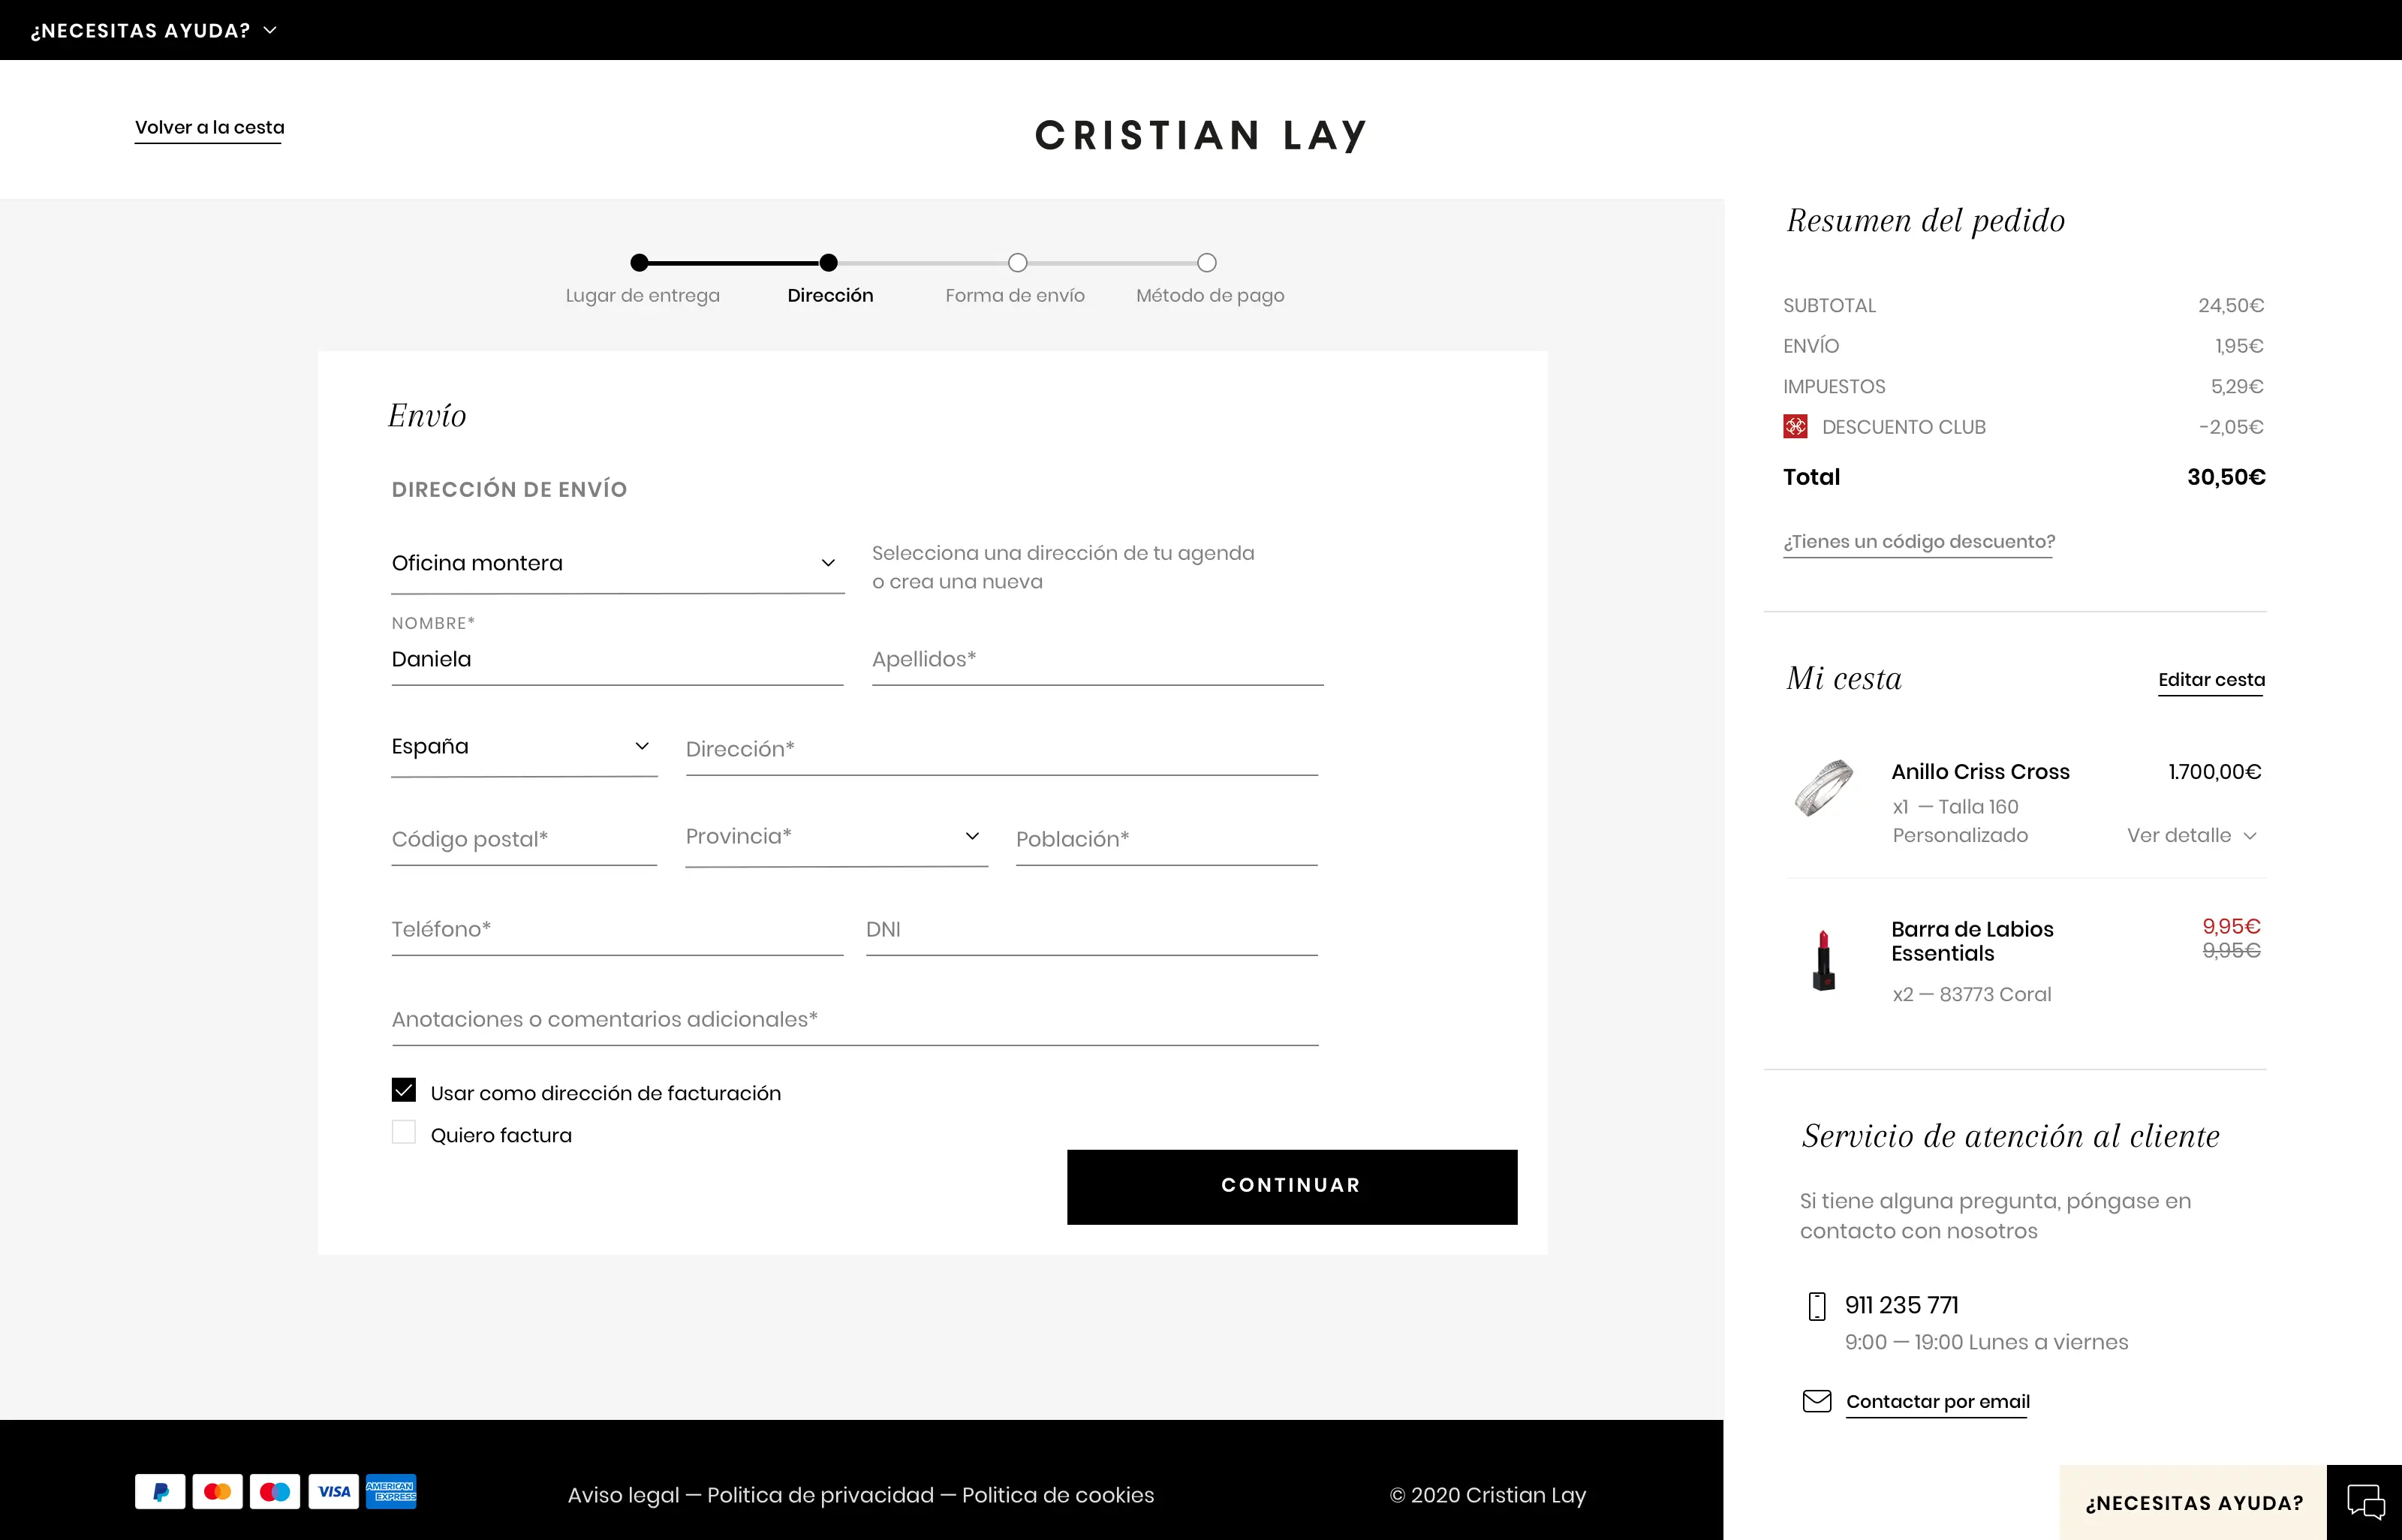 ¿NECESITAS AYUDA?
Volver a la cesta
CRISTIAN LAY
Lugar de entrega
Dirección
Forma de envío
Método de pago
Envío
DIRECCIÓN DE ENVÍO
Oficina montera
Selecciona una dirección de tu agenda
o crea una nueva
NOMBRE*
Daniela
Apellidos*
España
Dirección*
Código postal*
Provincia*
Población*
Teléfono*
DNI
Anotaciones o comentarios adicionales*
Usar como dirección de facturación
Quiero factura
CONTINUAR
Resumen del pedido
SUBTOTAL 24,50€
ENVÍO 1,95€
IMPUESTOS 5,29€
DESCUENTO CLUB -2,05€
Total 30,50€
¿Tienes un código descuento?
Mi cesta
Editar cesta
Anillo Criss Cross 1.700,00€
x1 — Talla 160
Personalizado Ver detalle
Barra de Labios 9,95€
Essentials 9,95€
x2 — 83773 Coral
Servicio de atención al cliente
Si tiene alguna pregunta, póngase en
contacto con nosotros
911 235 771
9:00 — 19:00 Lunes a viernes
Contactar por email
VISA
AMERICAN
EXPRESS
Aviso legal — Politica de privacidad — Politica de cookies
© 2020 Cristian Lay
¿NECESITAS AYUDA?